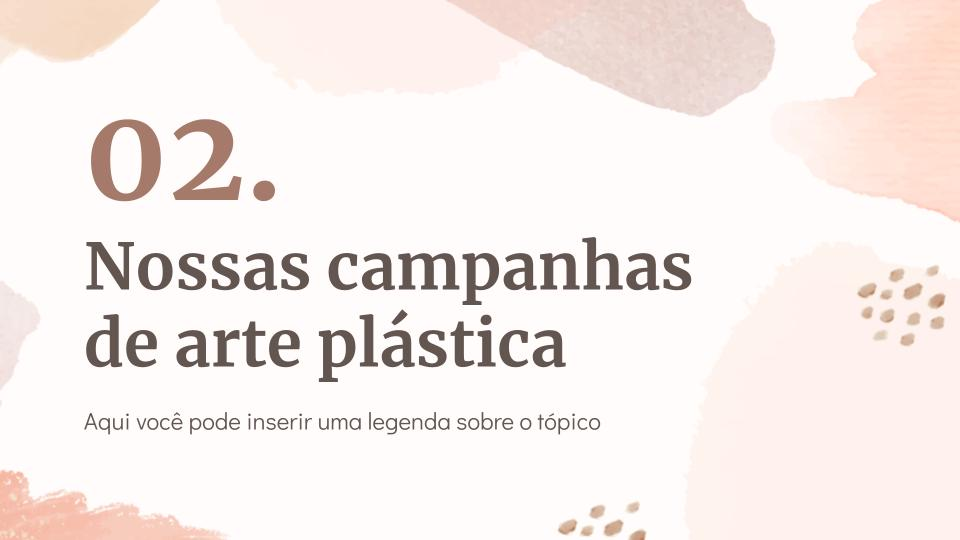 02.
Nossas campanhas
de arte plástica
Aqui você pode inserir uma legenda sobre o tópico